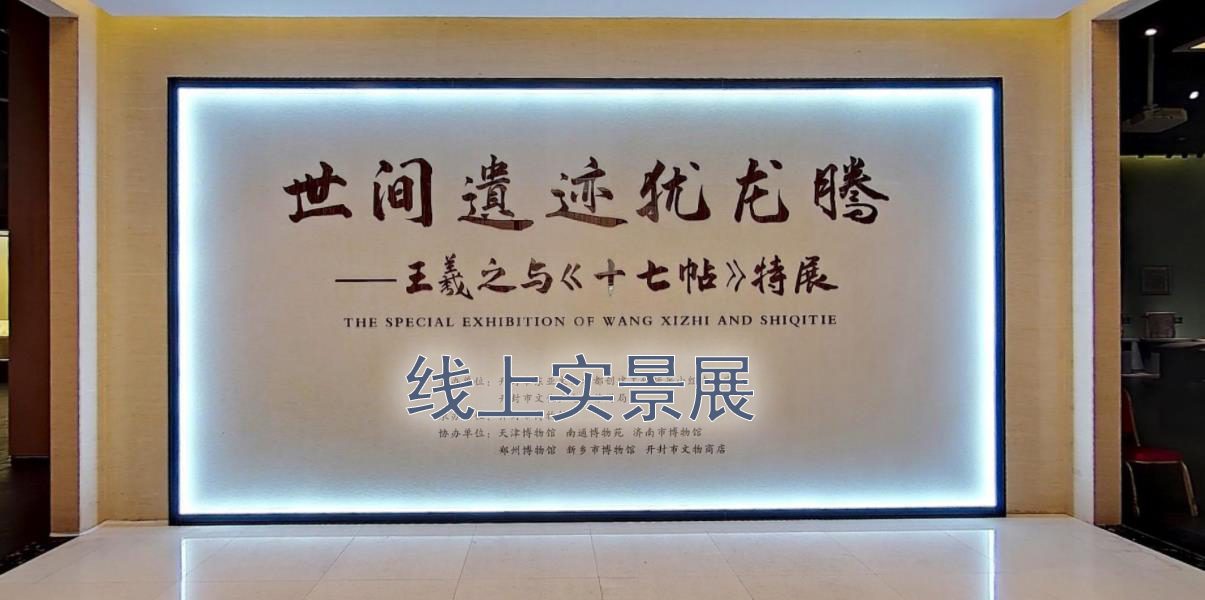 世间遗迹犹龙腾
——王羲之与《十七帖》特展
THE SPECIAL EXHIBITION OF WANG XIZHI AND SHIQITIE
线上实景展
协办单位：天津博物馆 南通博物苑 济南市博物馆
郑州博物馆 新乡市博物馆 开封市文物商店